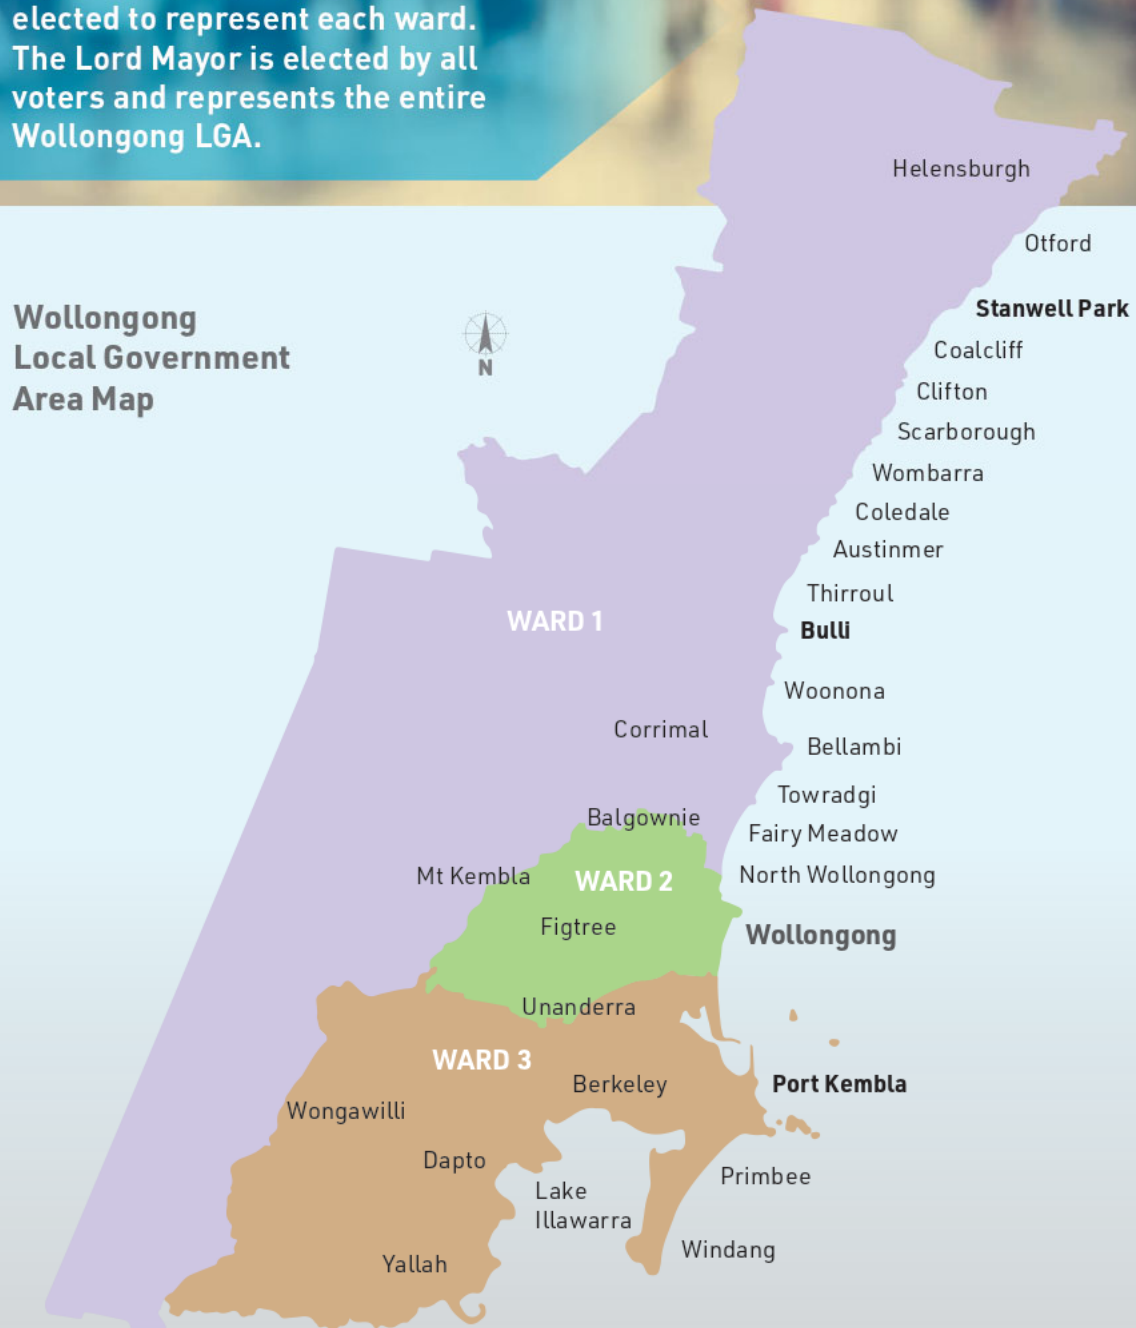 elected to represent each ward.
The Lord Mayor is elected by all
voters and represents the entire
Wollongong LGA.
Helensburgh
Otford
Wollongong
Local Government
Area Map
N
Stanwell Park
Coalcliff
Clifton
Scarborough
Wombarra
Coledale
Austinmer
Thirroul
WARD 1
Bulli
Woonona
Corrimal
Bellambi
Towradgi
Balgownie
Fairy Meadow
Mt Kembla
WARD 2
North Wollongong
Figtree
Wollongong
Unanderra
WARD 3
Berkeley
Port Kembla
Wongawilli
Dapto
Primbee
Lake
Illawarra
Windang
Yallah